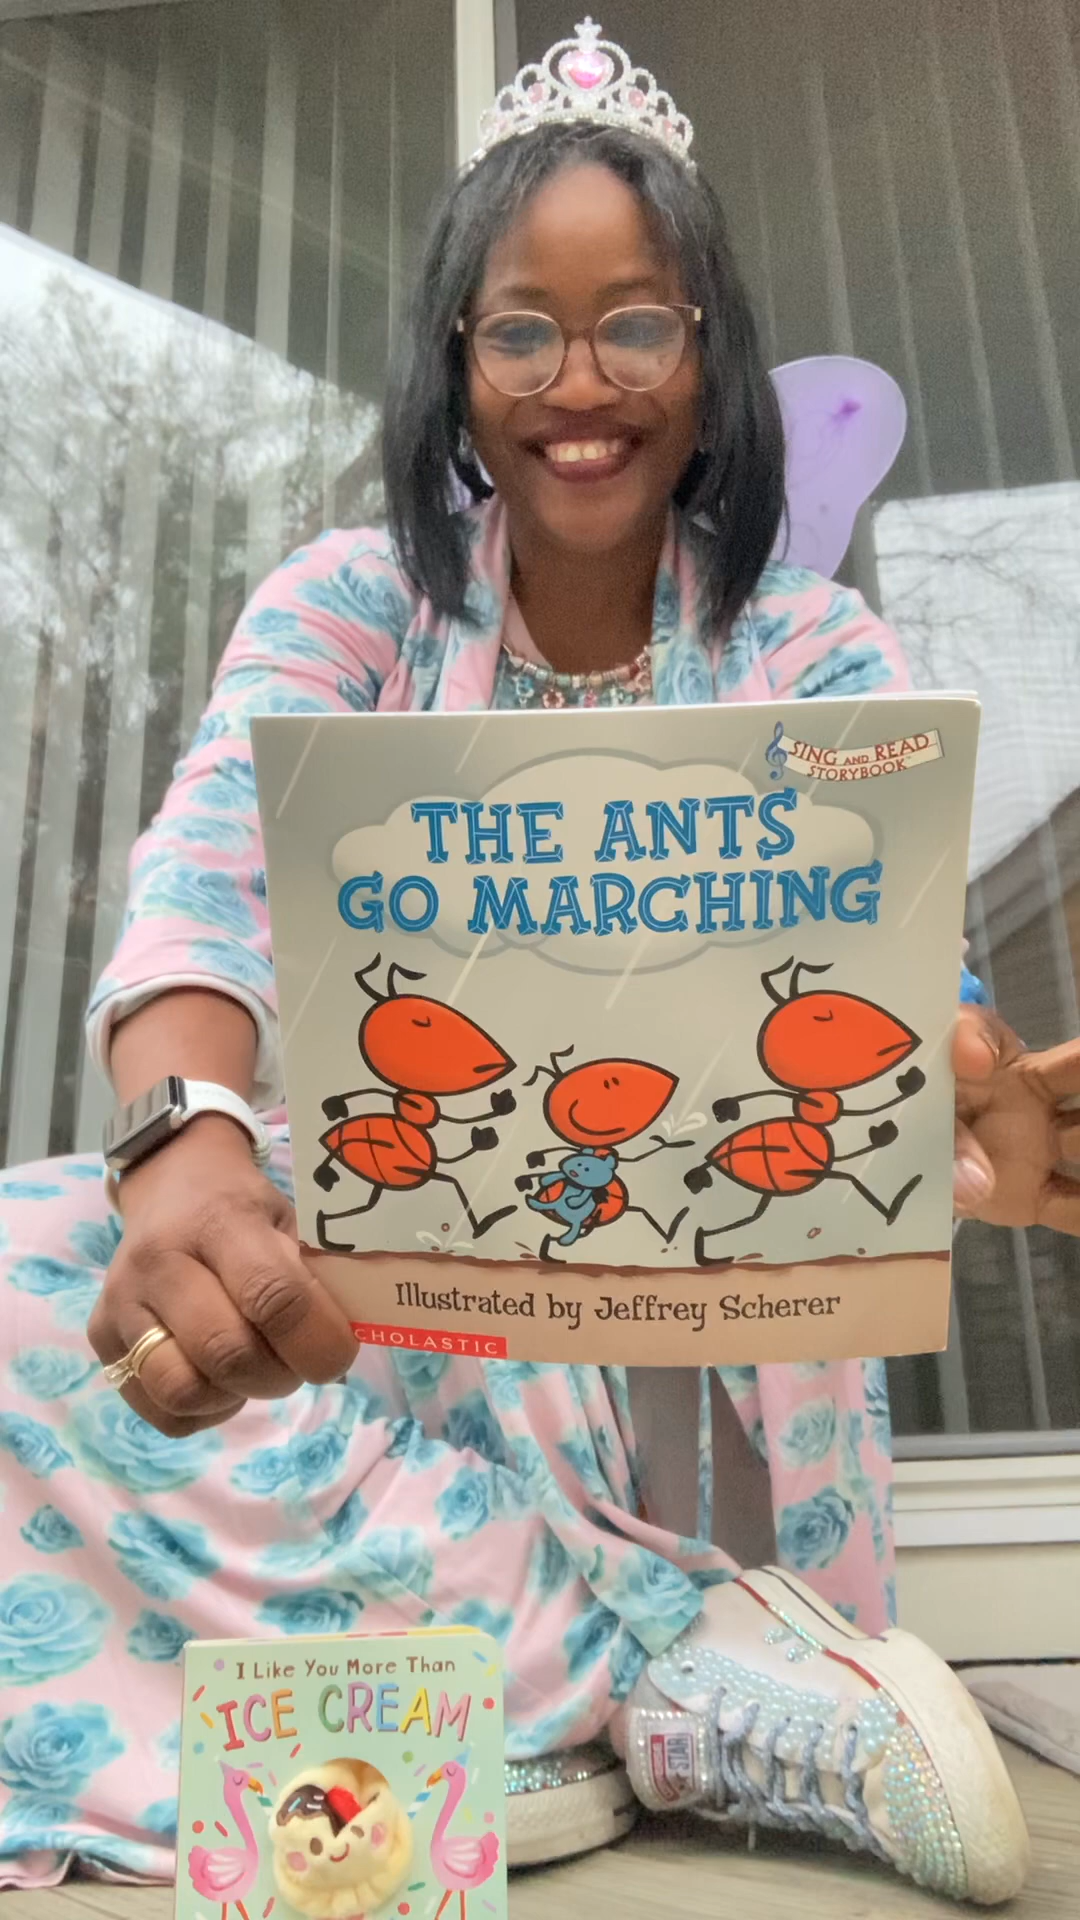 SING AND READ
STORYBOOK
THE ANTS
GO MARCHING
Illustrated by Jeffrey Scherer
CHOLASTIC
I Like You More Than
ICE CREAM
STAR